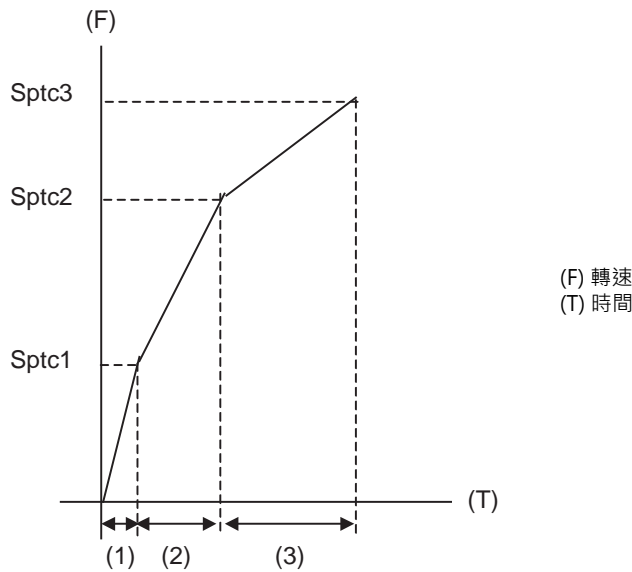 (F)
Sptc3
Sptc2
(F) 轉速
(T) 時間
Sptc1
(T)
(1) (2) (3)